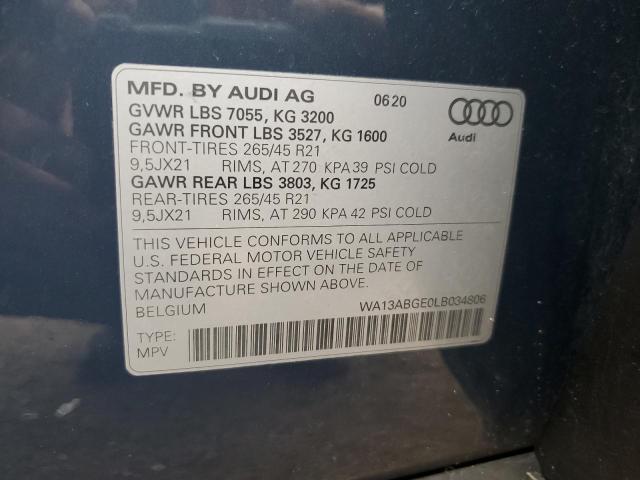 MFD. BY AUDI AG 0620
GVWR LBS 7055, KG 3200
GAWR FRONT LBS 3527, KG 1600
FRONT-TIRES 265/45 R21
9,5JX21 RIMS, AT 270 KPA 39 PSI COLD
GAWR REAR LBS 3803, KG 1725
REAR-TIRES 265/45 R21
9,5JX21 RIMS, AT 290 KPA 42 PSI COLD
Audi
THIS VEHICLE CONFORMS TO ALL APPLICABLE
U.S. FEDERAL MOTOR VEHICLE SAFETY
STANDARDS IN EFFECT ON THE DATE OF
MANUFACTURE SHOWN ABOVE.
BELGIUM WA13ABGE0LB034806
TYPE:
MPV